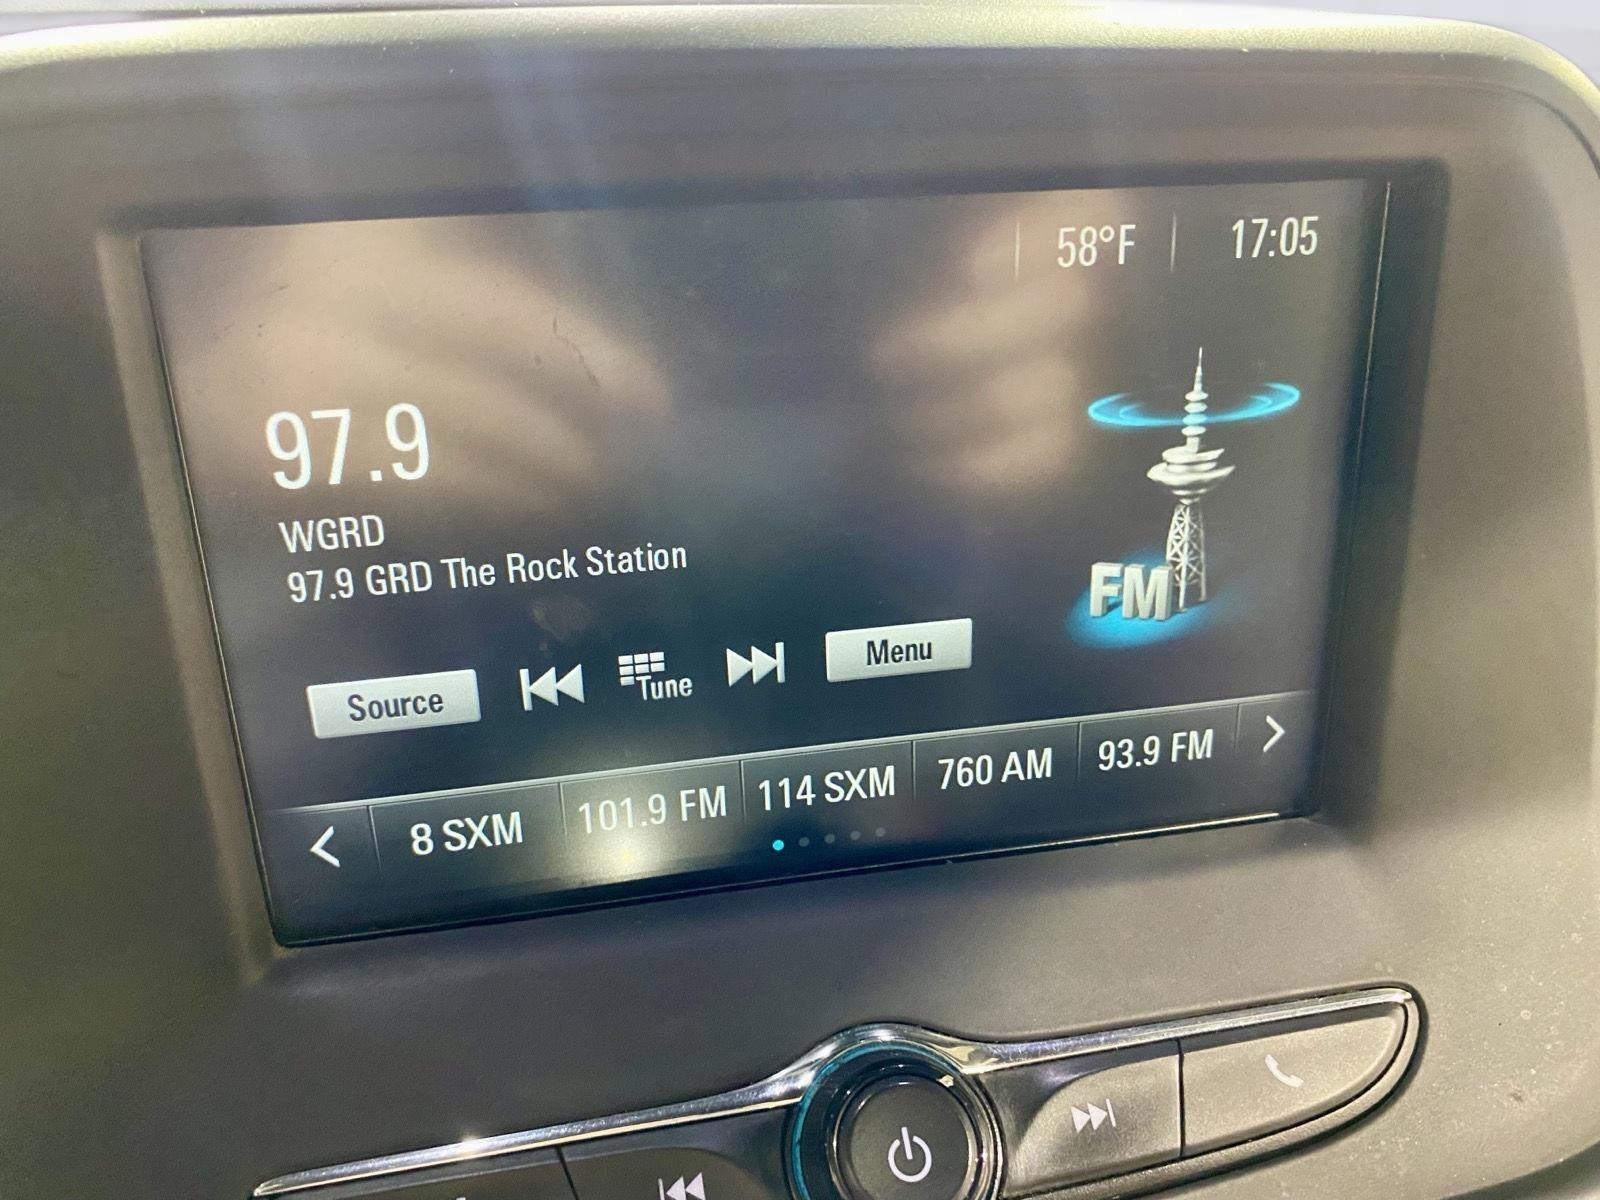 58°F 17:05
97.9
WGRD
97.9 GRD The Rock Station
FM
Source Tune Menu
8 SXM 101.9 FM 114 SXM 760 AM 93.9 FM